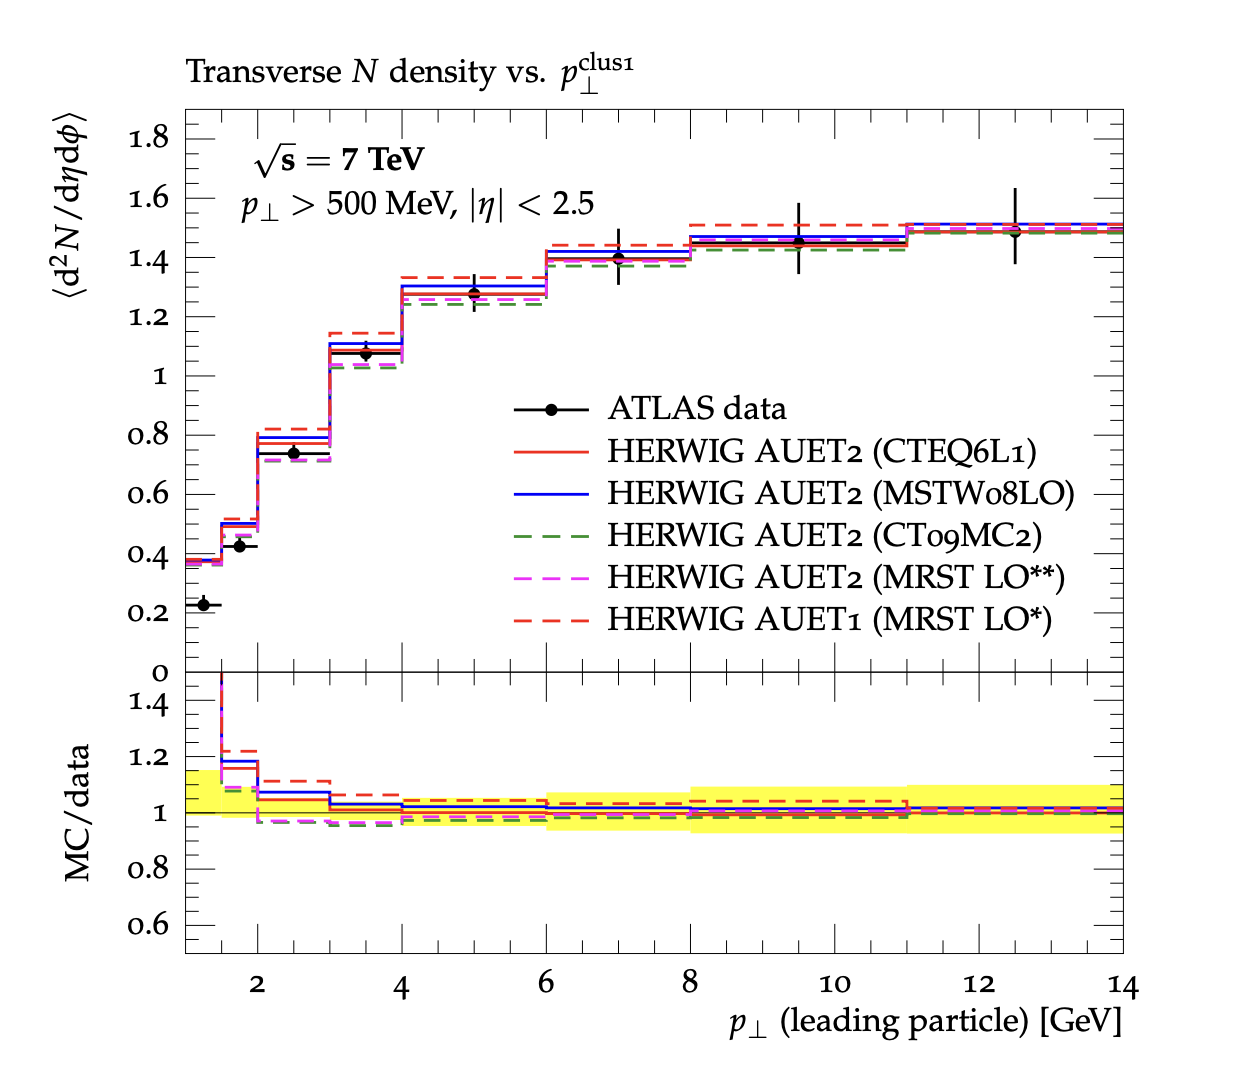 Transverse N density vs. p⊥^clus1
⟨d²N/dηdϕ⟩
√s = 7 TeV
p⊥ > 500 MeV, |η| < 2.5
1.8
1.6
1.4
1.2
1
0.8
0.6
0.4
0.2
0
ATLAS data
HERWIG AUET2 (CTEQ6L1)
HERWIG AUET2 (MSTW08LO)
HERWIG AUET2 (CT09MC2)
HERWIG AUET2 (MRST LO**)
HERWIG AUET1 (MRST LO*)
MC/data
1.4
1.2
1
0.8
0.6
2 4 6 8 10 12 14
p⊥ (leading particle) [GeV]